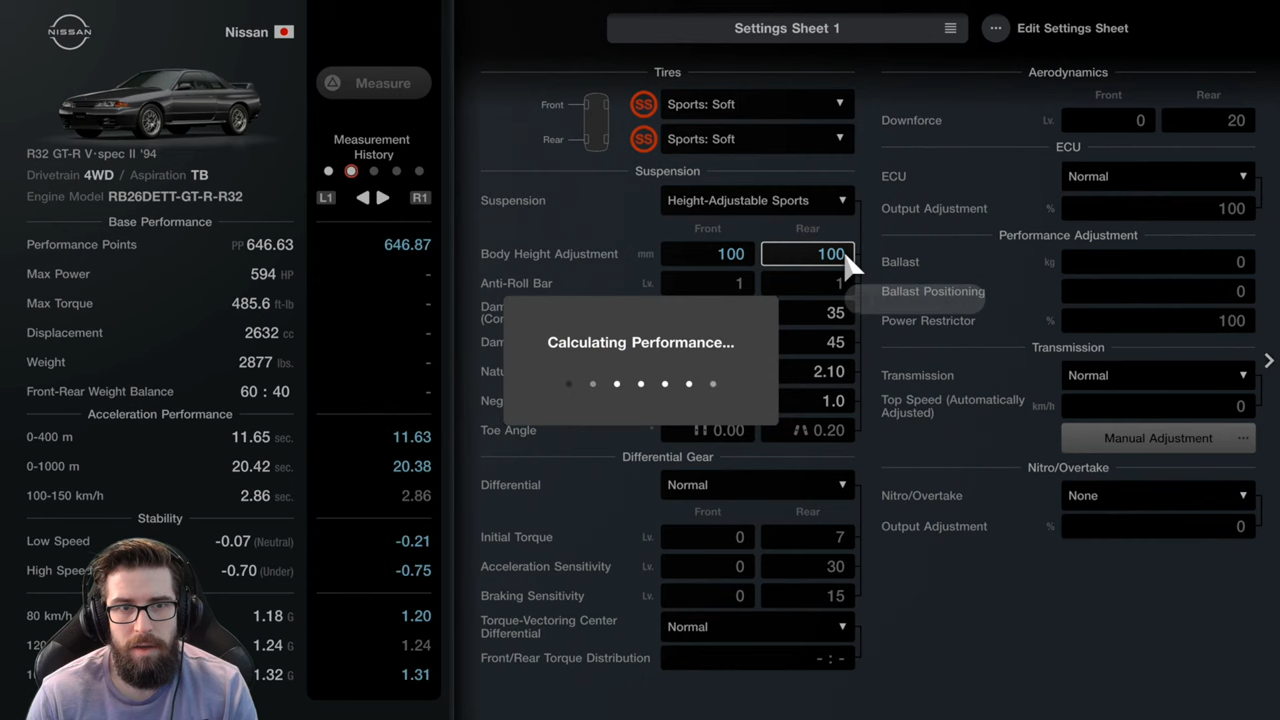 NISSAN
Nissan
R32 GT-R V·spec II '94
Drivetrain 4WD / Aspiration TB
Engine Model RB26DETT-GT-R-R32
Base Performance
Performance Points PP 646.63
Max Power 594 HP
Max Torque 485.6 ft-lb
Displacement 2632 cc
Weight 2877 lbs.
Front-Rear Weight Balance 60 : 40
Acceleration Performance
0-400 m 11.65 sec.
0-1000 m 20.42 sec.
100-150 km/h 2.86 sec.
Stability
Low Speed -0.07 (Neutral)
High Speed -0.70 (Under)
80 km/h 1.18 G
1.24 G
1.32 G
Measure
Measurement
History
L1 R1
646.87
-
-
-
-
-
11.63
20.38
2.86
-0.21
-0.75
1.20
1.24
1.31
Settings Sheet 1
Edit Settings Sheet
Tires
Front SS Sports: Soft
Rear SS Sports: Soft
Suspension
Suspension Height-Adjustable Sports
Front Rear
Body Height Adjustment mm 100 100
Anti-Roll Bar Lv. 1 1
35
45
2.10
1.0
Toe Angle ° 0.00 0.20
Calculating Performance...
Differential Gear
Differential Normal
Front Rear
Initial Torque Lv. 0 7
Acceleration Sensitivity Lv. 0 30
Braking Sensitivity Lv. 0 15
Torque-Vectoring Center
Differential Normal
Front/Rear Torque Distribution - : -
Aerodynamics
Front Rear
Downforce Lv. 0 20
ECU
ECU Normal
Output Adjustment % 100
Performance Adjustment
Ballast kg 0
Ballast Positioning 0
Power Restrictor % 100
Transmission
Transmission Normal
Top Speed (Automatically
Adjusted) km/h 0
Manual Adjustment
Nitro/Overtake
Nitro/Overtake None
Output Adjustment % 0